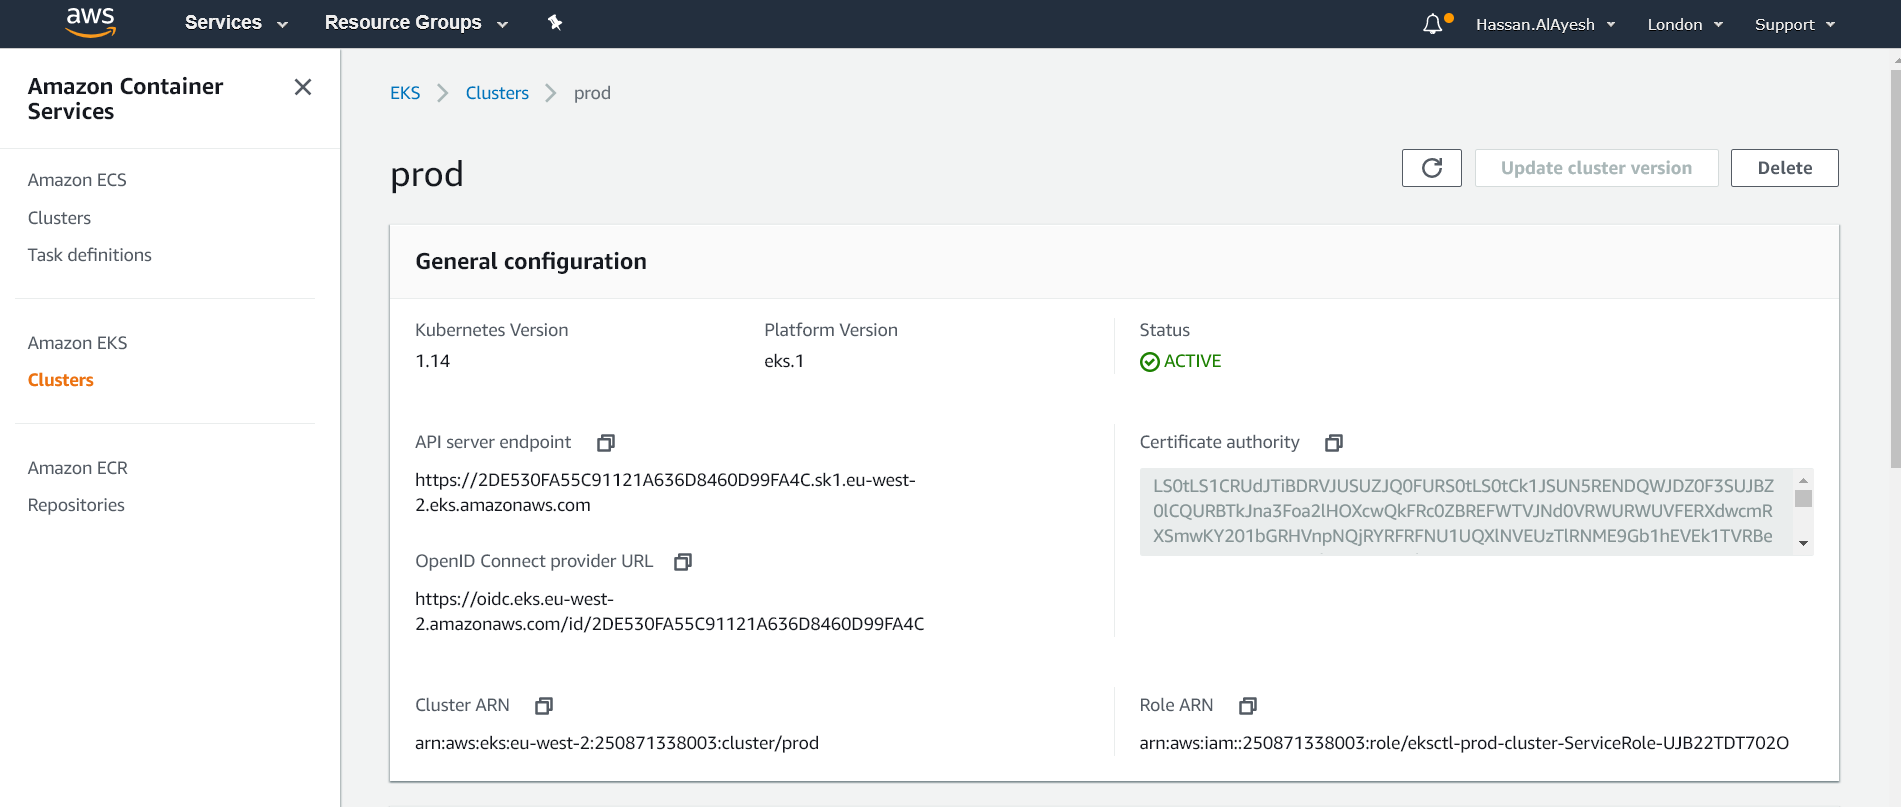 aws
Services
Resource Groups
Hassan.AlAyesh
London
Support
Amazon Container
Services
Amazon ECS
Clusters
Task definitions
Amazon EKS
Clusters
Amazon ECR
Repositories
EKS > Clusters > prod
prod
Update cluster version
Delete
General configuration
Kubernetes Version
1.14
Platform Version
eks.1
Status
ACTIVE
API server endpoint
https://2DE530FA55C91121A636D8460D99FA4C.sk1.eu-west-
2.eks.amazonaws.com
OpenID Connect provider URL
https://oidc.eks.eu-west-
2.amazonaws.com/id/2DE530FA55C91121A636D8460D99FA4C
Certificate authority
LS0tLS1CRUdJTiBDRVJUSUZJQ0FURS0tLS0tCk1JSUN5RENDQWJDZ0F3SUJBZ
0lCQURBTkJna3Foa2lHOXcwQkFRc0ZBREFWTVJNd0VRWURWUVFERXdwcmR
XSmwKY201bGRHVnpNQjRYRFRFNU1UQXlNVEUzTlRNME9Gb1hEVEk1TVRBe
Cluster ARN
arn:aws:eks:eu-west-2:250871338003:cluster/prod
Role ARN
arn:aws:iam::250871338003:role/eksctl-prod-cluster-ServiceRole-UJB22TDT702O